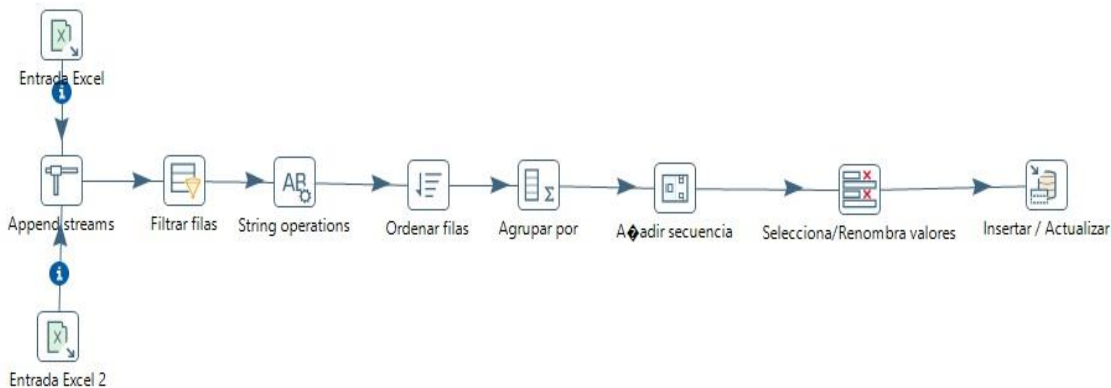 Entrada Excel
Append streams
Filtrar filas
String operations
Ordenar filas
Agrupar por
A�adir secuencia
Selecciona/Renombra valores
Insertar / Actualizar
Entrada Excel 2